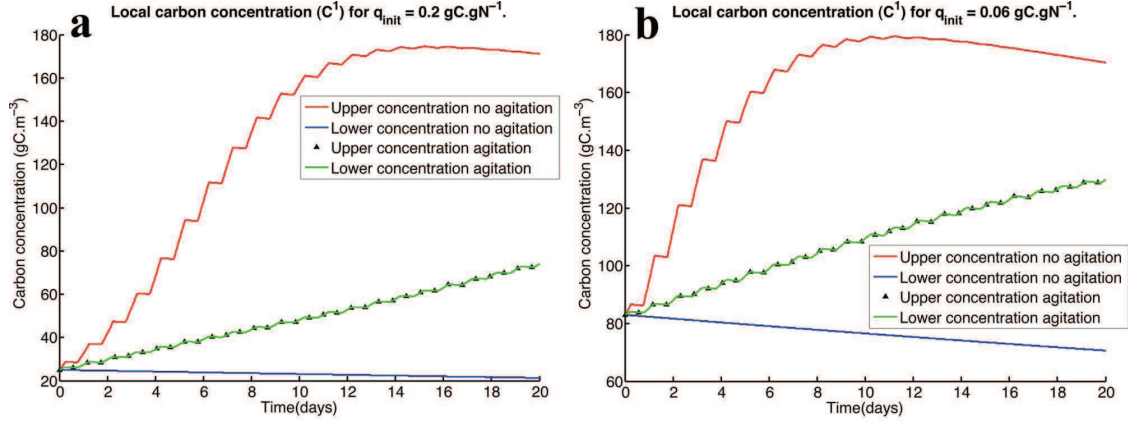 a
Local carbon concentration (C¹) for q_init = 0.2 gC.gN⁻¹.
Carbon concentration (gC.m⁻³)
180
160
140
120
100
80
60
40
20
Upper concentration no agitation
Lower concentration no agitation
Upper concentration agitation
Lower concentration agitation
0 2 4 6 8 10 12 14 16 18 20
Time(days)
b
Local carbon concentration (C¹) for q_init = 0.06 gC.gN⁻¹.
Carbon concentration (gC.m⁻³)
180
160
140
120
100
80
60
Upper concentration no agitation
Lower concentration no agitation
Upper concentration agitation
Lower concentration agitation
0 2 4 6 8 10 12 14 16 18 20
Time(days)